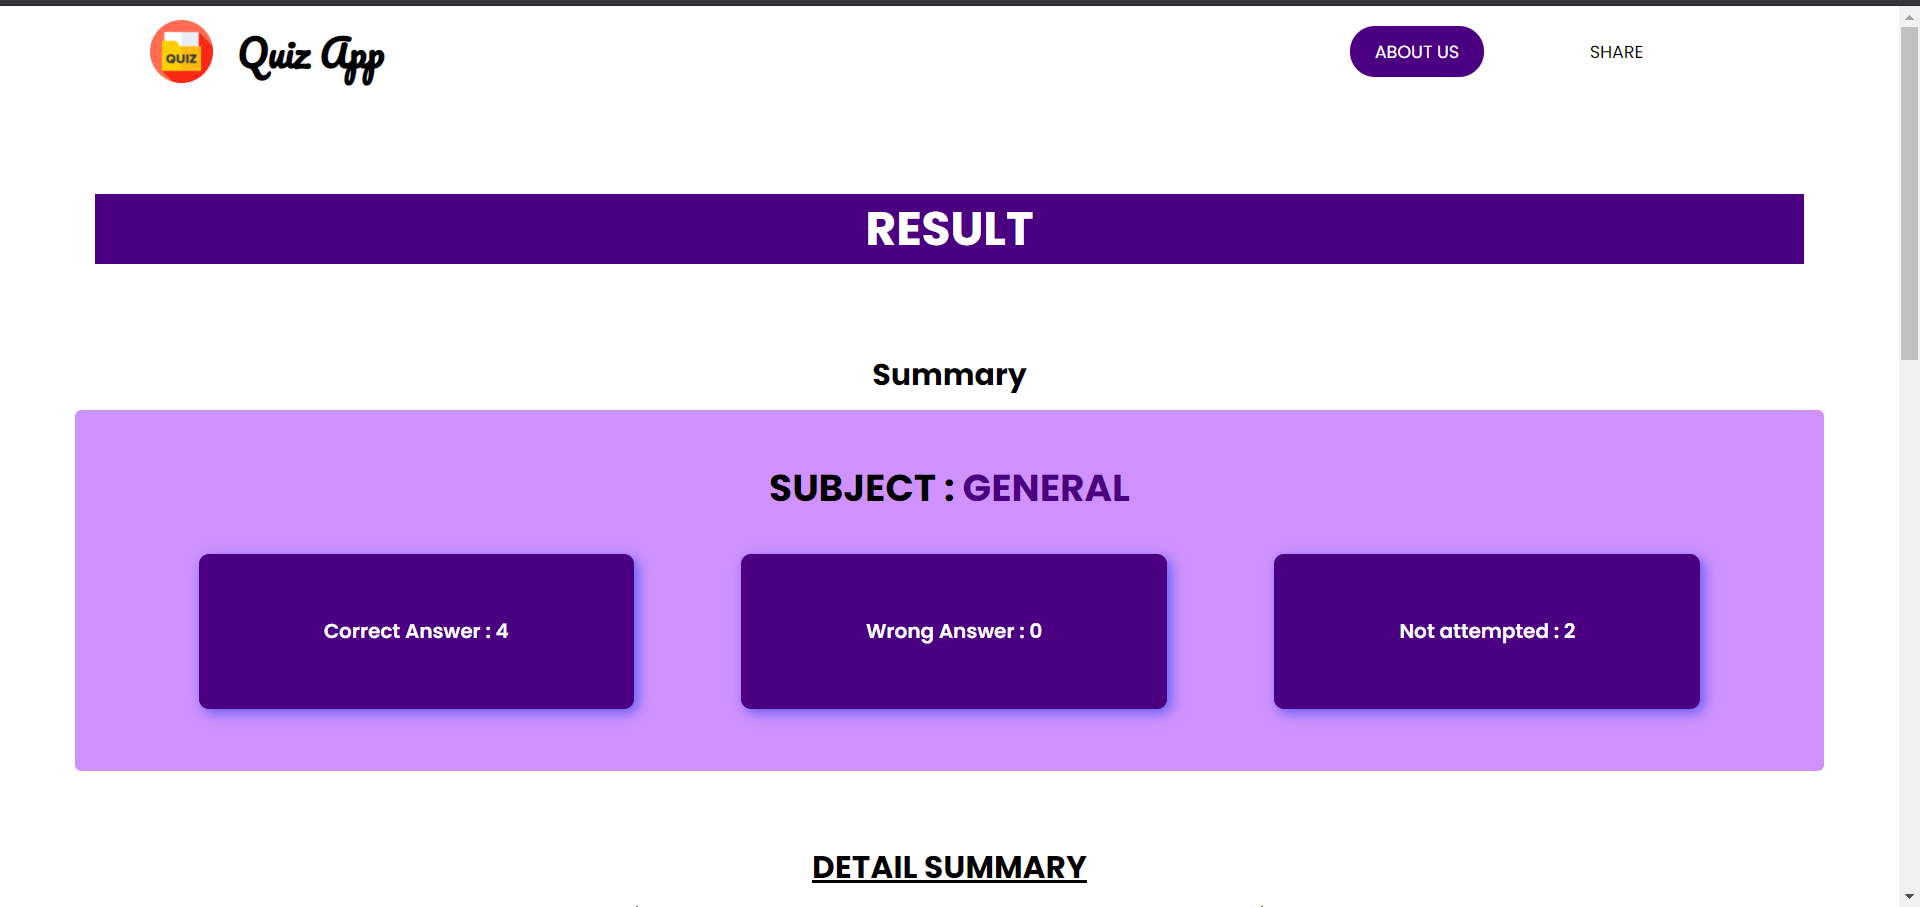 QUIZ
Quiz App
ABOUT US
SHARE
RESULT
Summary
SUBJECT : GENERAL
Correct Answer : 4
Wrong Answer : 0
Not attempted : 2
DETAIL SUMMARY